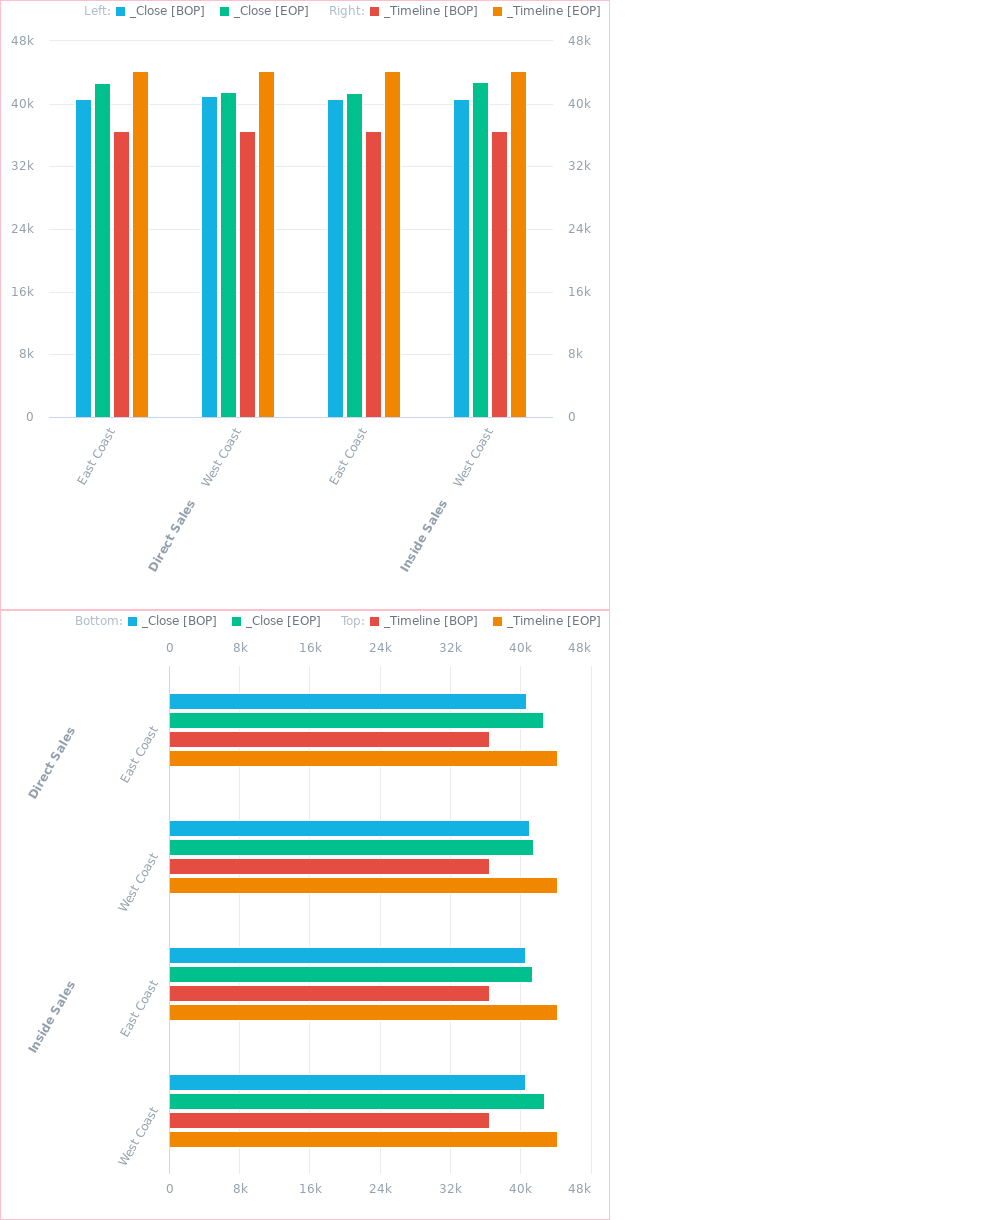 Left: _Close [BOP] _Close [EOP] Right: _Timeline [BOP] _Timeline [EOP]
48k 48k
40k 40k
32k 32k
24k 24k
16k 16k
8k 8k
0 0
East Coast West Coast East Coast West Coast
Direct Sales Inside Sales
Bottom: _Close [BOP] _Close [EOP] Top: _Timeline [BOP] _Timeline [EOP]
0 8k 16k 24k 32k 40k 48k
Direct Sales East Coast
West Coast
Inside Sales East Coast
West Coast
0 8k 16k 24k 32k 40k 48k